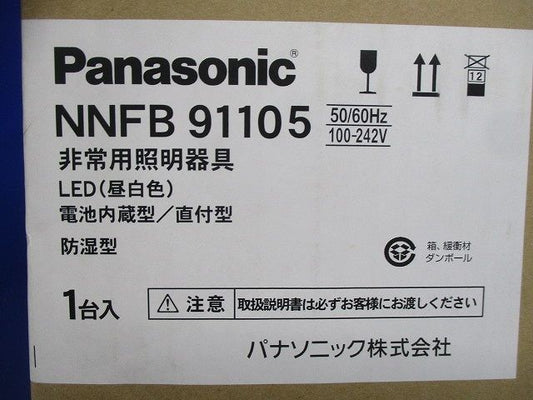 Panasonic®
NNFB 91105
50/60Hz
100-242V
12
非常用照明器具
LED(昼白色)
電池内蔵型／直付型
防湿型
箱、緩衝材
ダンボール
1台入
注意
取扱説明書は必ずお客様にお渡しください
パナソニック株式会社